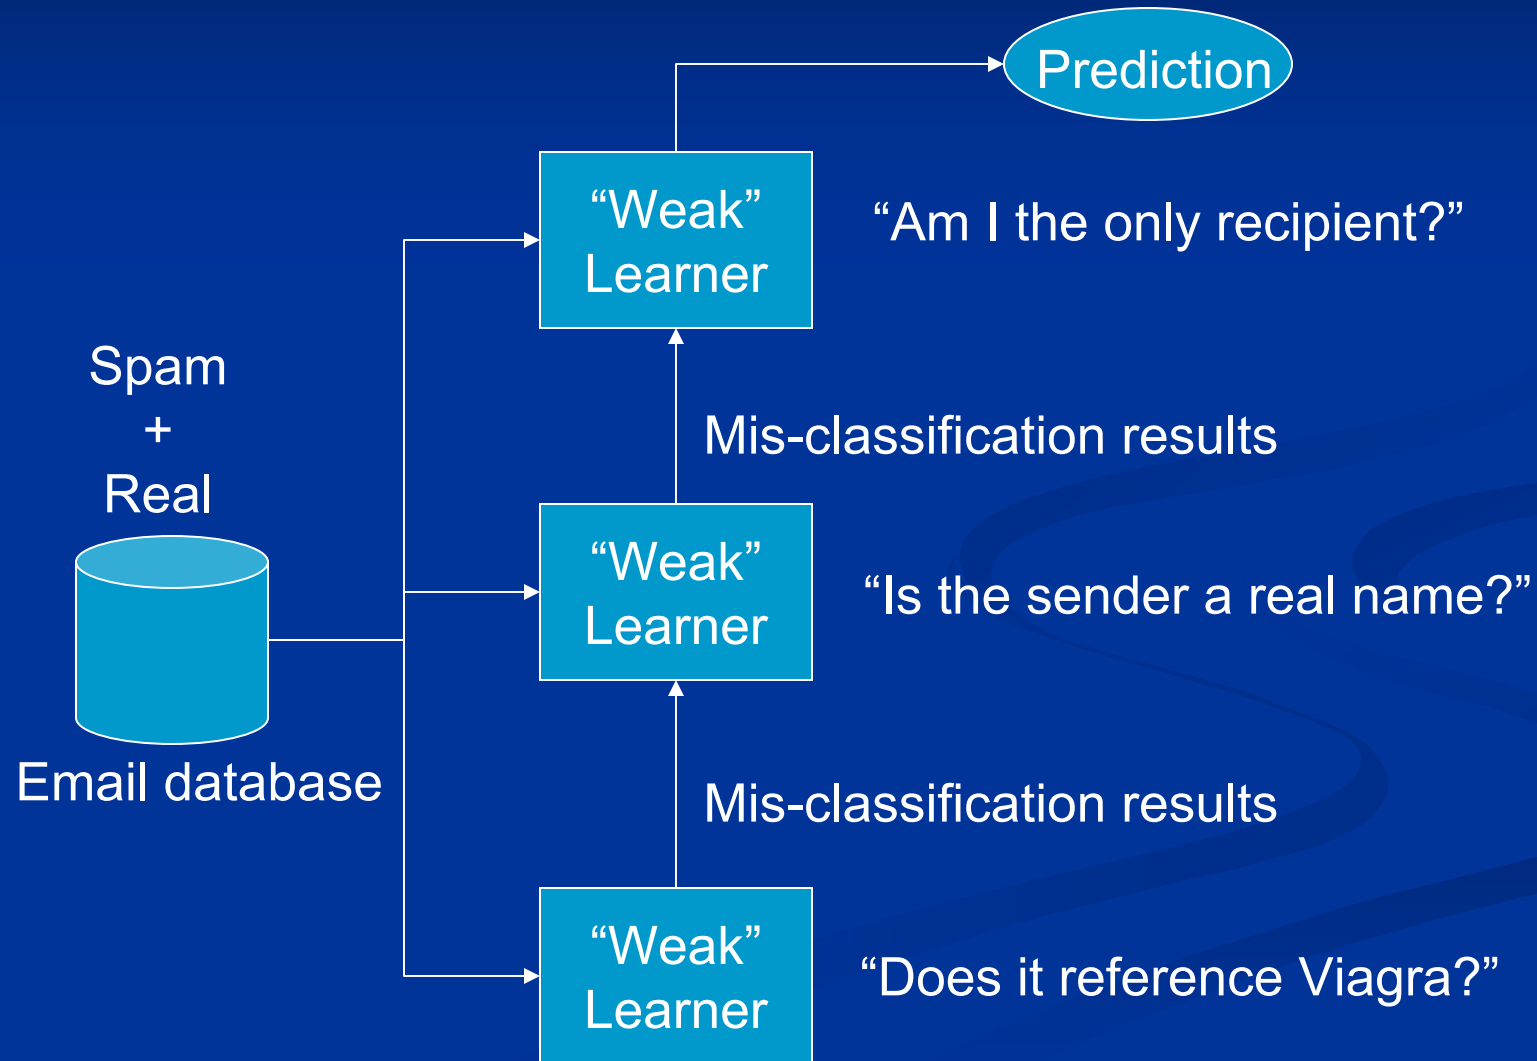 Prediction
“Weak”
Learner
“Am I the only recipient?”
Spam
+
Real
Mis-classification results
“Weak”
Learner
“Is the sender a real name?”
Email database
Mis-classification results
“Weak”
Learner
“Does it reference Viagra?”